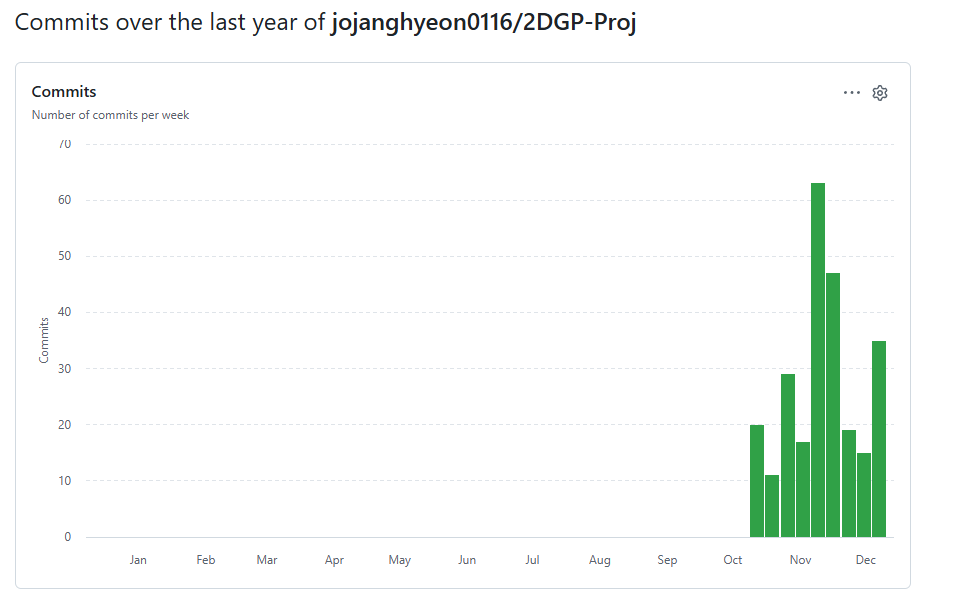 Commits over the last year of jojanghyeon0116/2DGP-Proj
Commits
Number of commits per week
70
60
50
40
30
20
10
0
Commits
Jan Feb Mar Apr May Jun Jul Aug Sep Oct Nov Dec